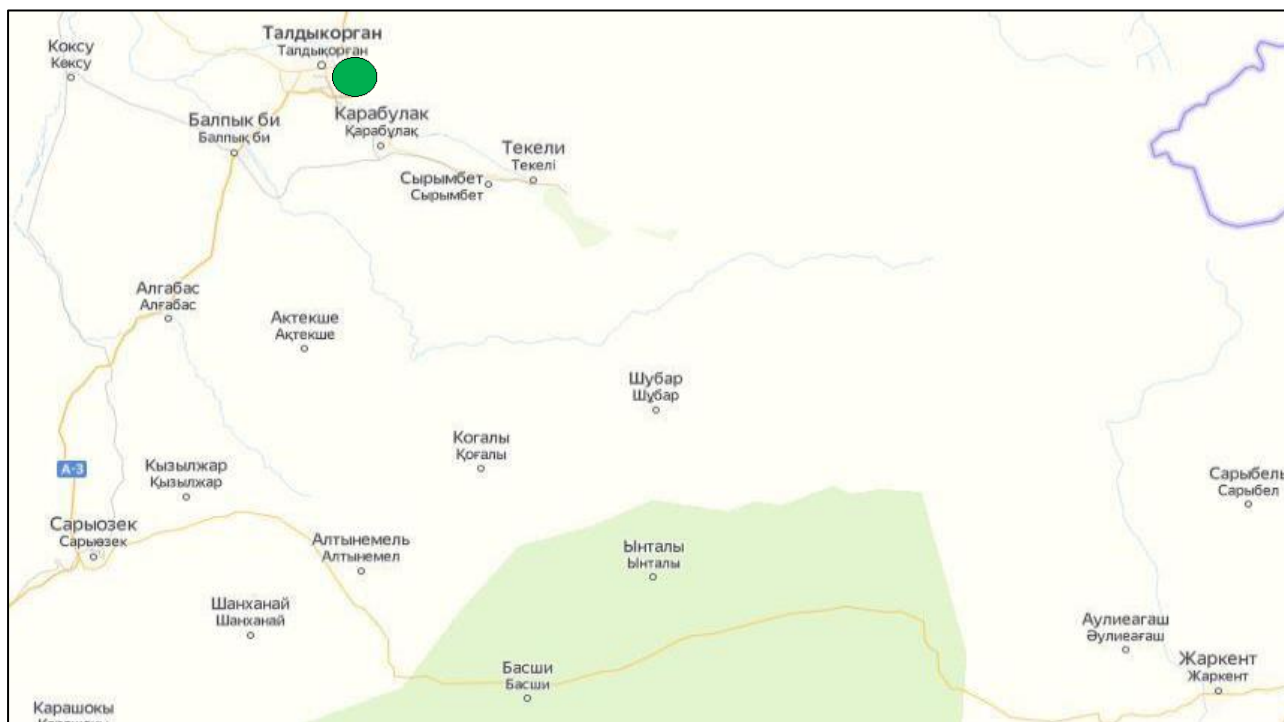 Талдыкорган
Талдықорған
Коксу
Көксу
Балпык би
Балпық би
Карабулак
Қарабұлақ
Текели
Текелі
Сырымбет
Сырымбет
Алгабас
Алғабас
Актекше
Ақтекше
Шубар
Шұбар
Когалы
Қоғалы
A-3
Кызылжар
Қызылжар
Сарыбель
Сарыбел
Сарыозек
Сарыөзек
Алтынемель
Алтынемел
Ынталы
Ынталы
Шанханай
Шанханай
Аулиеагаш
Әулиеағаш
Басши
Басши
Жаркент
Жаркент
Карашокы